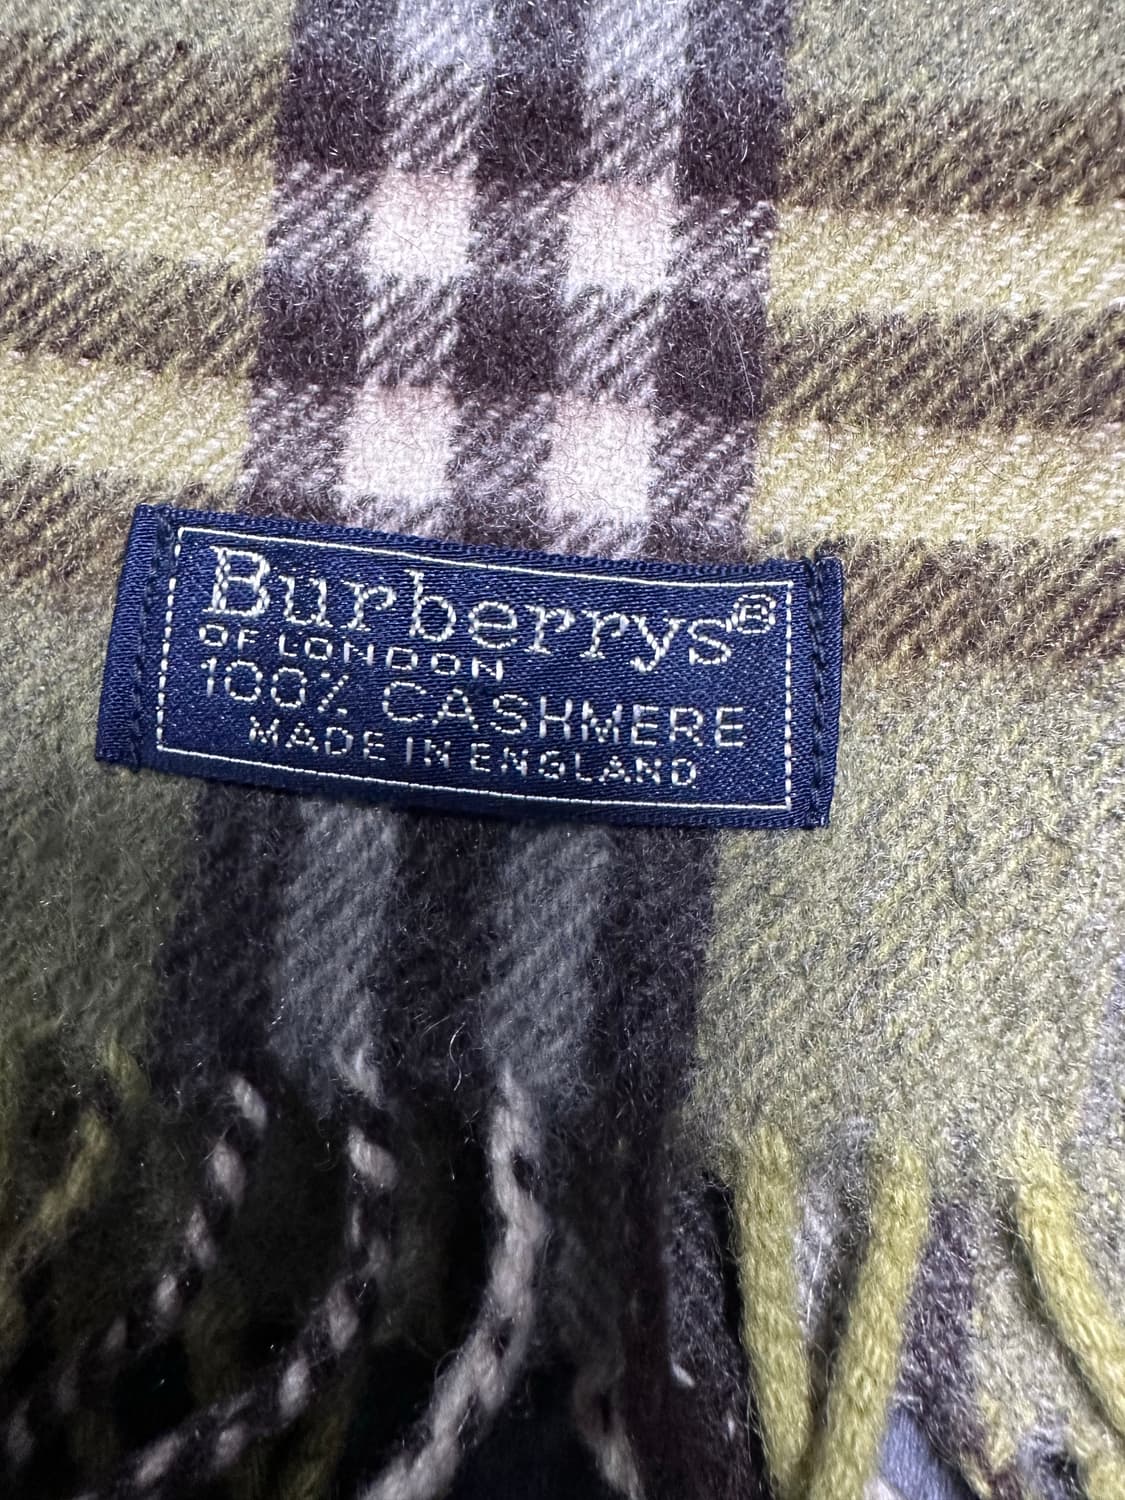 Burberrys®
OF LONDON
100% CASHMERE
MADE IN ENGLAND